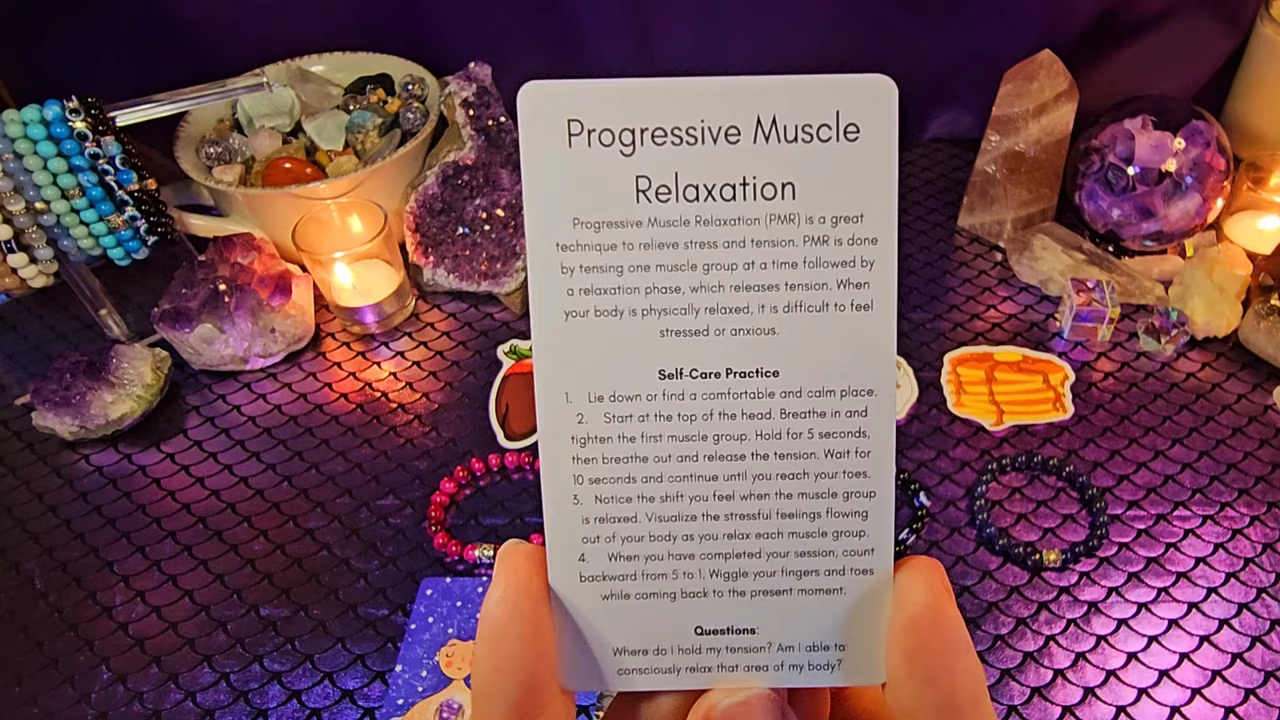 Progressive Muscle
Relaxation
Progressive Muscle Relaxation (PMR) is a great
technique to relieve stress and tension. PMR is done
by tensing one muscle group at a time followed by
a relaxation phase, which releases tension. When
your body is physically relaxed, it is difficult to feel
stressed or anxious.
Self-Care Practice
1. Lie down or find a comfortable and calm place.
2. Start at the top of the head. Breathe in and
tighten the first muscle group. Hold for 5 seconds,
then breathe out and release the tension. Wait for
10 seconds and continue until you reach your toes.
3. Notice the shift you feel when the muscle group
is relaxed. Visualize the stressful feelings flowing
out of your body as you relax each muscle group.
4. When you have completed your session, count
backward from 5 to 1. Wiggle your fingers and toes
while coming back to the present moment.
Questions:
Where do I hold my tension? Am I able to
consciously relax that area of my body?